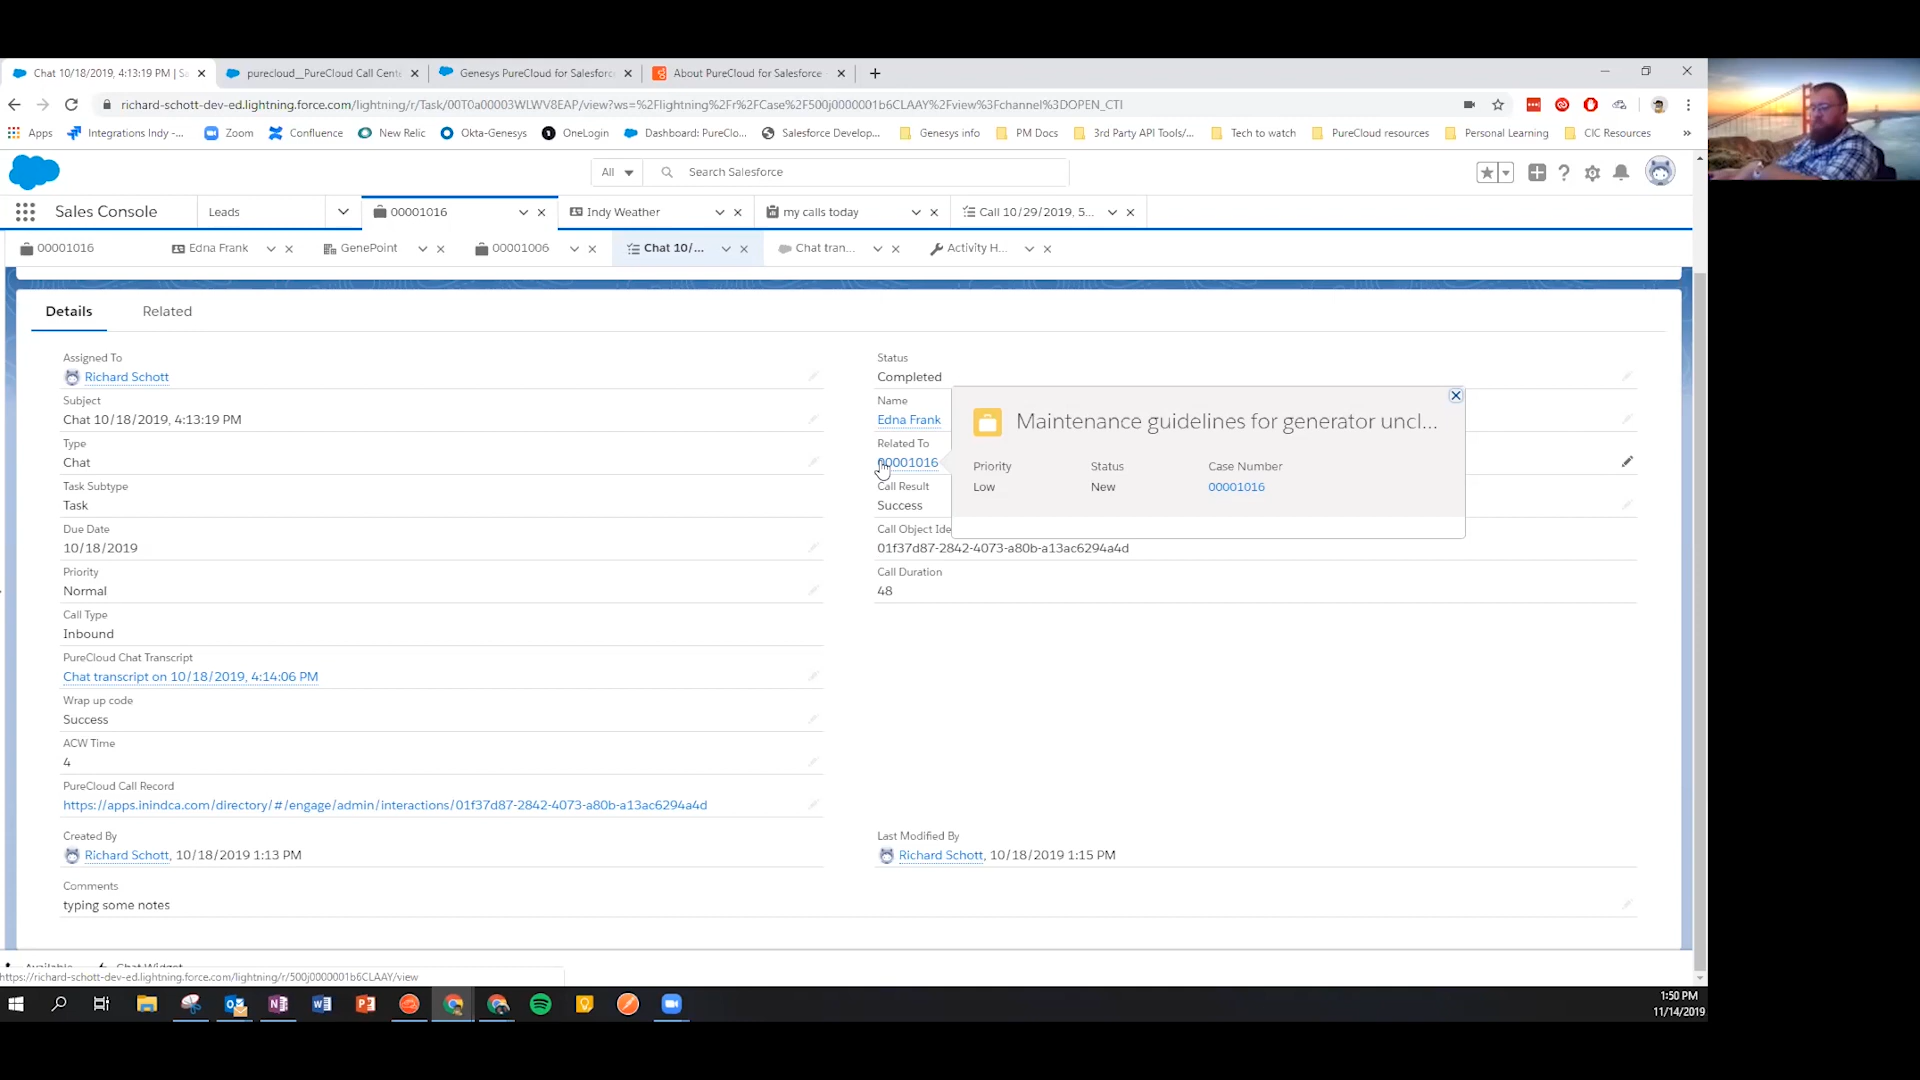 Chat 10/18/2019, 4:13:19 PM | Sa
purecloud__PureCloud Call Cente
Genesys PureCloud for Salesforce
About PureCloud for Salesforce
richard-schott-dev-ed.lightning.force.com/lightning/r/Task/00T0a00003WLWV8EAP/view?ws=%2Flightning%2Fr%2FCase%2F500j0000001b6CLAAY%2Fview%3Fchannel%3DOPEN_CTI
Apps
Integrations Indy -...
Zoom
Confluence
New Relic
Okta-Genesys
OneLogin
Dashboard: PureClo...
Salesforce Develop...
Genesys info
PM Docs
3rd Party API Tools/...
Tech to watch
PureCloud resources
Personal Learning
CIC Resources
»
All
Search Salesforce
Sales Console
Leads
00001016
Indy Weather
my calls today
Call 10/29/2019, 5...
00001016
Edna Frank
GenePoint
00001006
Chat 10/...
Chat tran...
Activity H...
Details
Related
Assigned To
Richard Schott
Status
Completed
Subject
Chat 10/18/2019, 4:13:19 PM
Name
Edna Frank
Maintenance guidelines for generator uncl...
Type
Chat
Related To
00001016
Priority
Low
Status
New
Case Number
00001016
Task Subtype
Task
Call Result
Success
Due Date
10/18/2019
Call Object Ide
01f37d87-2842-4073-a80b-a13ac6294a4d
Priority
Normal
Call Duration
48
Call Type
Inbound
PureCloud Chat Transcript
Chat transcript on 10/18/2019, 4:14:06 PM
Wrap up code
Success
ACW Time
4
PureCloud Call Record
https://apps.inindca.com/directory/#/engage/admin/interactions/01f37d87-2842-4073-a80b-a13ac6294a4d
Created By
Richard Schott, 10/18/2019 1:13 PM
Last Modified By
Richard Schott, 10/18/2019 1:15 PM
Comments
typing some notes
Available
Chat Widget
https://richard-schott-dev-ed.lightning.force.com/lightning/r/500j0000001b6CLAAY/view
1:50 PM
11/14/2019